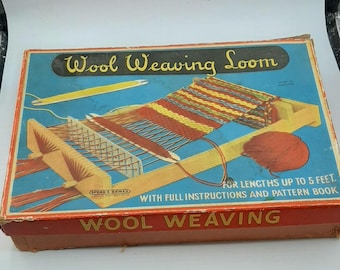 Wool Weaving Loom
FOR LENGTHS UP TO 5 FEET.
WITH FULL INSTRUCTIONS AND PATTERN BOOK
WOOL WEAVING